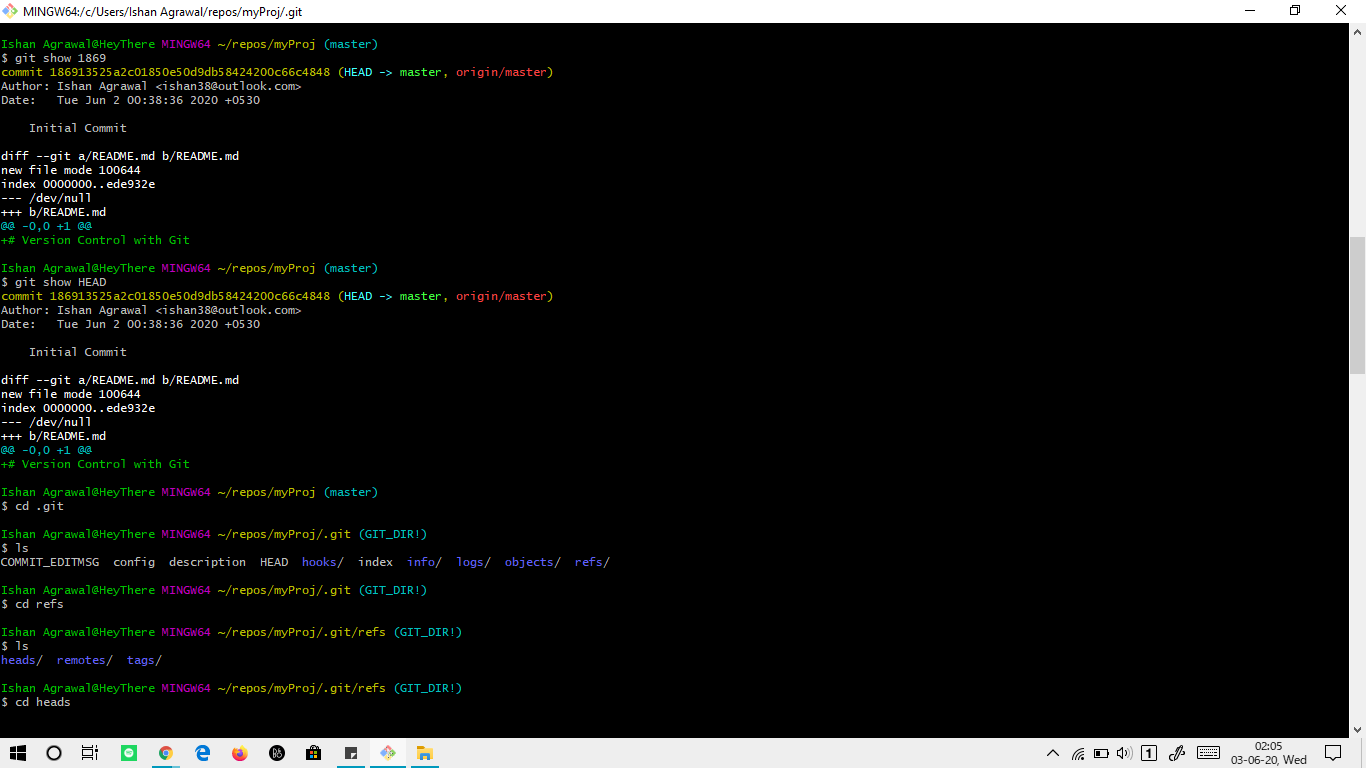 MINGW64:/c/Users/Ishan Agrawal/repos/myProj/.git
Ishan Agrawal@HeyThere MINGW64 ~/repos/myProj (master)
$ git show 1869
commit 186913525a2c01850e50d9db58424200c66c4848 (HEAD -> master, origin/master)
Author: Ishan Agrawal <ishan38@outlook.com>
Date:   Tue Jun 2 00:38:36 2020 +0530
    Initial Commit
diff --git a/README.md b/README.md
new file mode 100644
index 0000000..ede932e
--- /dev/null
+++ b/README.md
@@ -0,0 +1 @@
+# Version Control with Git
Ishan Agrawal@HeyThere MINGW64 ~/repos/myProj (master)
$ git show HEAD
commit 186913525a2c01850e50d9db58424200c66c4848 (HEAD -> master, origin/master)
Author: Ishan Agrawal <ishan38@outlook.com>
Date:   Tue Jun 2 00:38:36 2020 +0530
    Initial Commit
diff --git a/README.md b/README.md
new file mode 100644
index 0000000..ede932e
--- /dev/null
+++ b/README.md
@@ -0,0 +1 @@
+# Version Control with Git
Ishan Agrawal@HeyThere MINGW64 ~/repos/myProj (master)
$ cd .git
Ishan Agrawal@HeyThere MINGW64 ~/repos/myProj/.git (GIT_DIR!)
$ ls
COMMIT_EDITMSG  config  description  HEAD  hooks/  index  info/  logs/  objects/  refs/
Ishan Agrawal@HeyThere MINGW64 ~/repos/myProj/.git (GIT_DIR!)
$ cd refs
Ishan Agrawal@HeyThere MINGW64 ~/repos/myProj/.git/refs (GIT_DIR!)
$ ls
heads/  remotes/  tags/
Ishan Agrawal@HeyThere MINGW64 ~/repos/myProj/.git/refs (GIT_DIR!)
$ cd heads
1
02:05
03-06-20, Wed